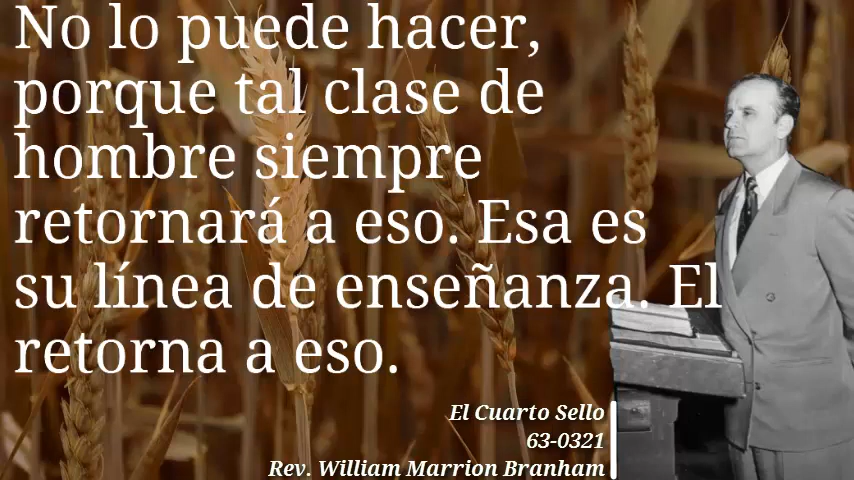 No lo puede hacer,
porque tal clase de
hombre siempre
retornará a eso. Esa es
su línea de enseñanza. El
retorna a eso.
El Cuarto Sello
63-0321
Rev. William Marrion Branham